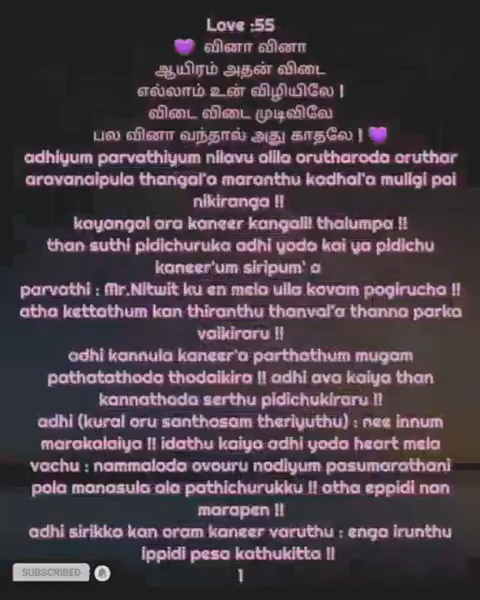 Love :55
💜 வினா வினா
ஆயிரம் அதன் விடை
எல்லாம் உன் விழியிலே !
விடை விடை முடிவிலே
பல வினா வந்தால் அது காதலே ! 💜
adhiyum parvathiyum nilavu olila orutharoda oruthar
aravanaipula thangal'a maranthu kadhal'a muligi poi
nikiranga !!
kayangal ara kaneer kangalil thalumpa !!
than suthi pidichuruka adhi yoda kai ya pidichu
kaneer'um siripum' a
parvathi : Mr.Nitwit ku en mela ulla kovam pogirucha !!
atha kettathum kan thiranthu thanval'a thanna parka
vaikiraru !!
adhi kannula kaneer'a parthathum mugam
pathatathoda thodaikira !! adhi ava kaiya than
kannathoda serthu pidichukiraru !!
adhi (kural oru santhosam theriyuthu) : nee innum
marakalaiya !! idathu kaiya adhi yoda heart mela
vachu : nammaloda ovouru nodiyum pasumarathani
pola manasula ala pathichurukku !! atha eppidi nan
marapen !!
adhi sirikka kan oram kaneer varuthu : enga irunthu
ippidi pesa kathukitta !!
1
SUBSCRIBED